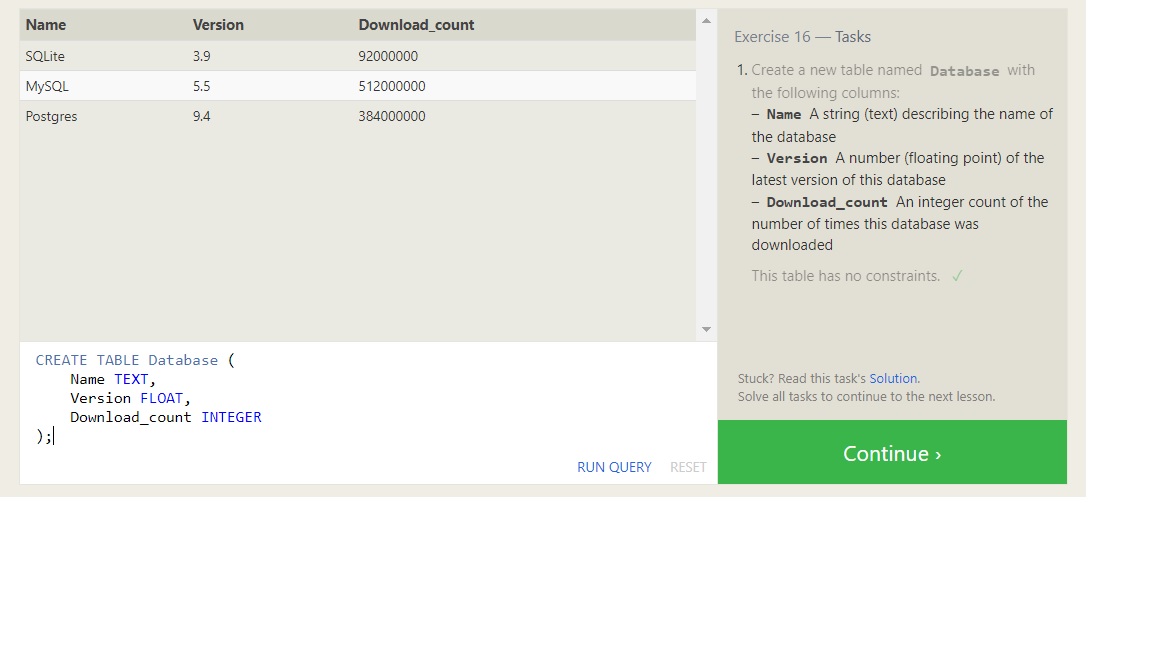 Name Version Download_count
SQLite 3.9 92000000
MySQL 5.5 512000000
Postgres 9.4 384000000
CREATE TABLE Database (
Name TEXT,
Version FLOAT,
Download_count INTEGER
);
RUN QUERY RESET
Exercise 16 — Tasks
1. Create a new table named Database with
the following columns:
– Name A string (text) describing the name of
the database
– Version A number (floating point) of the
latest version of this database
– Download_count An integer count of the
number of times this database was
downloaded
This table has no constraints. ✓
Stuck? Read this task's Solution.
Solve all tasks to continue to the next lesson.
Continue ›